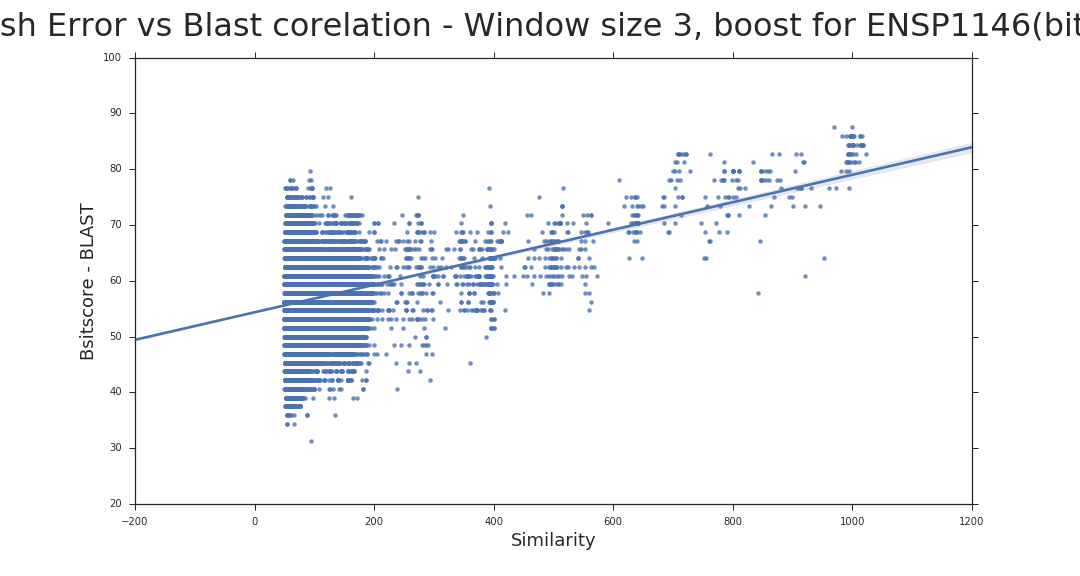 sh Error vs Blast corelation - Window size 3, boost for ENSP1146(bit
100
90
80
70
60
50
40
30
20
Bsitscore - BLAST
−200 0 200 400 600 800 1000 1200
Similarity